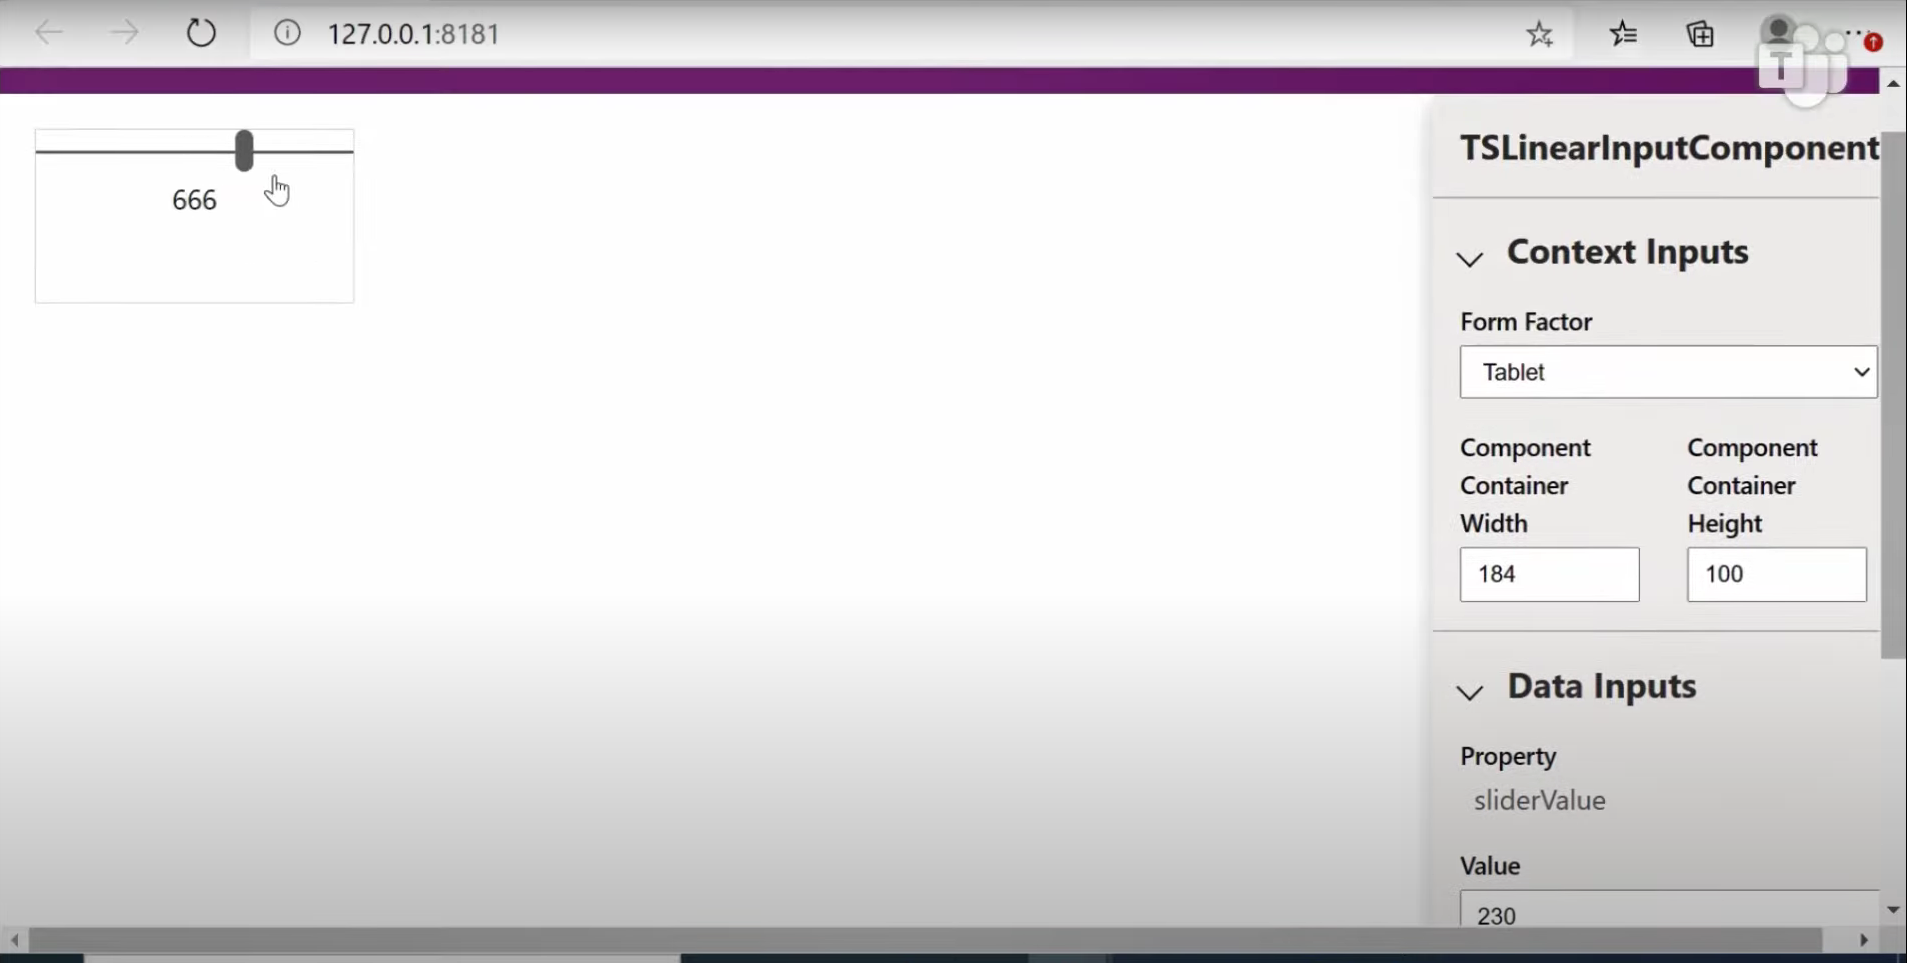 127.0.0.1:8181
T
666
TSLinearInputComponent
Context Inputs
Form Factor
Tablet
Component
Container
Width
Component
Container
Height
184
100
Data Inputs
Property
sliderValue
Value
230